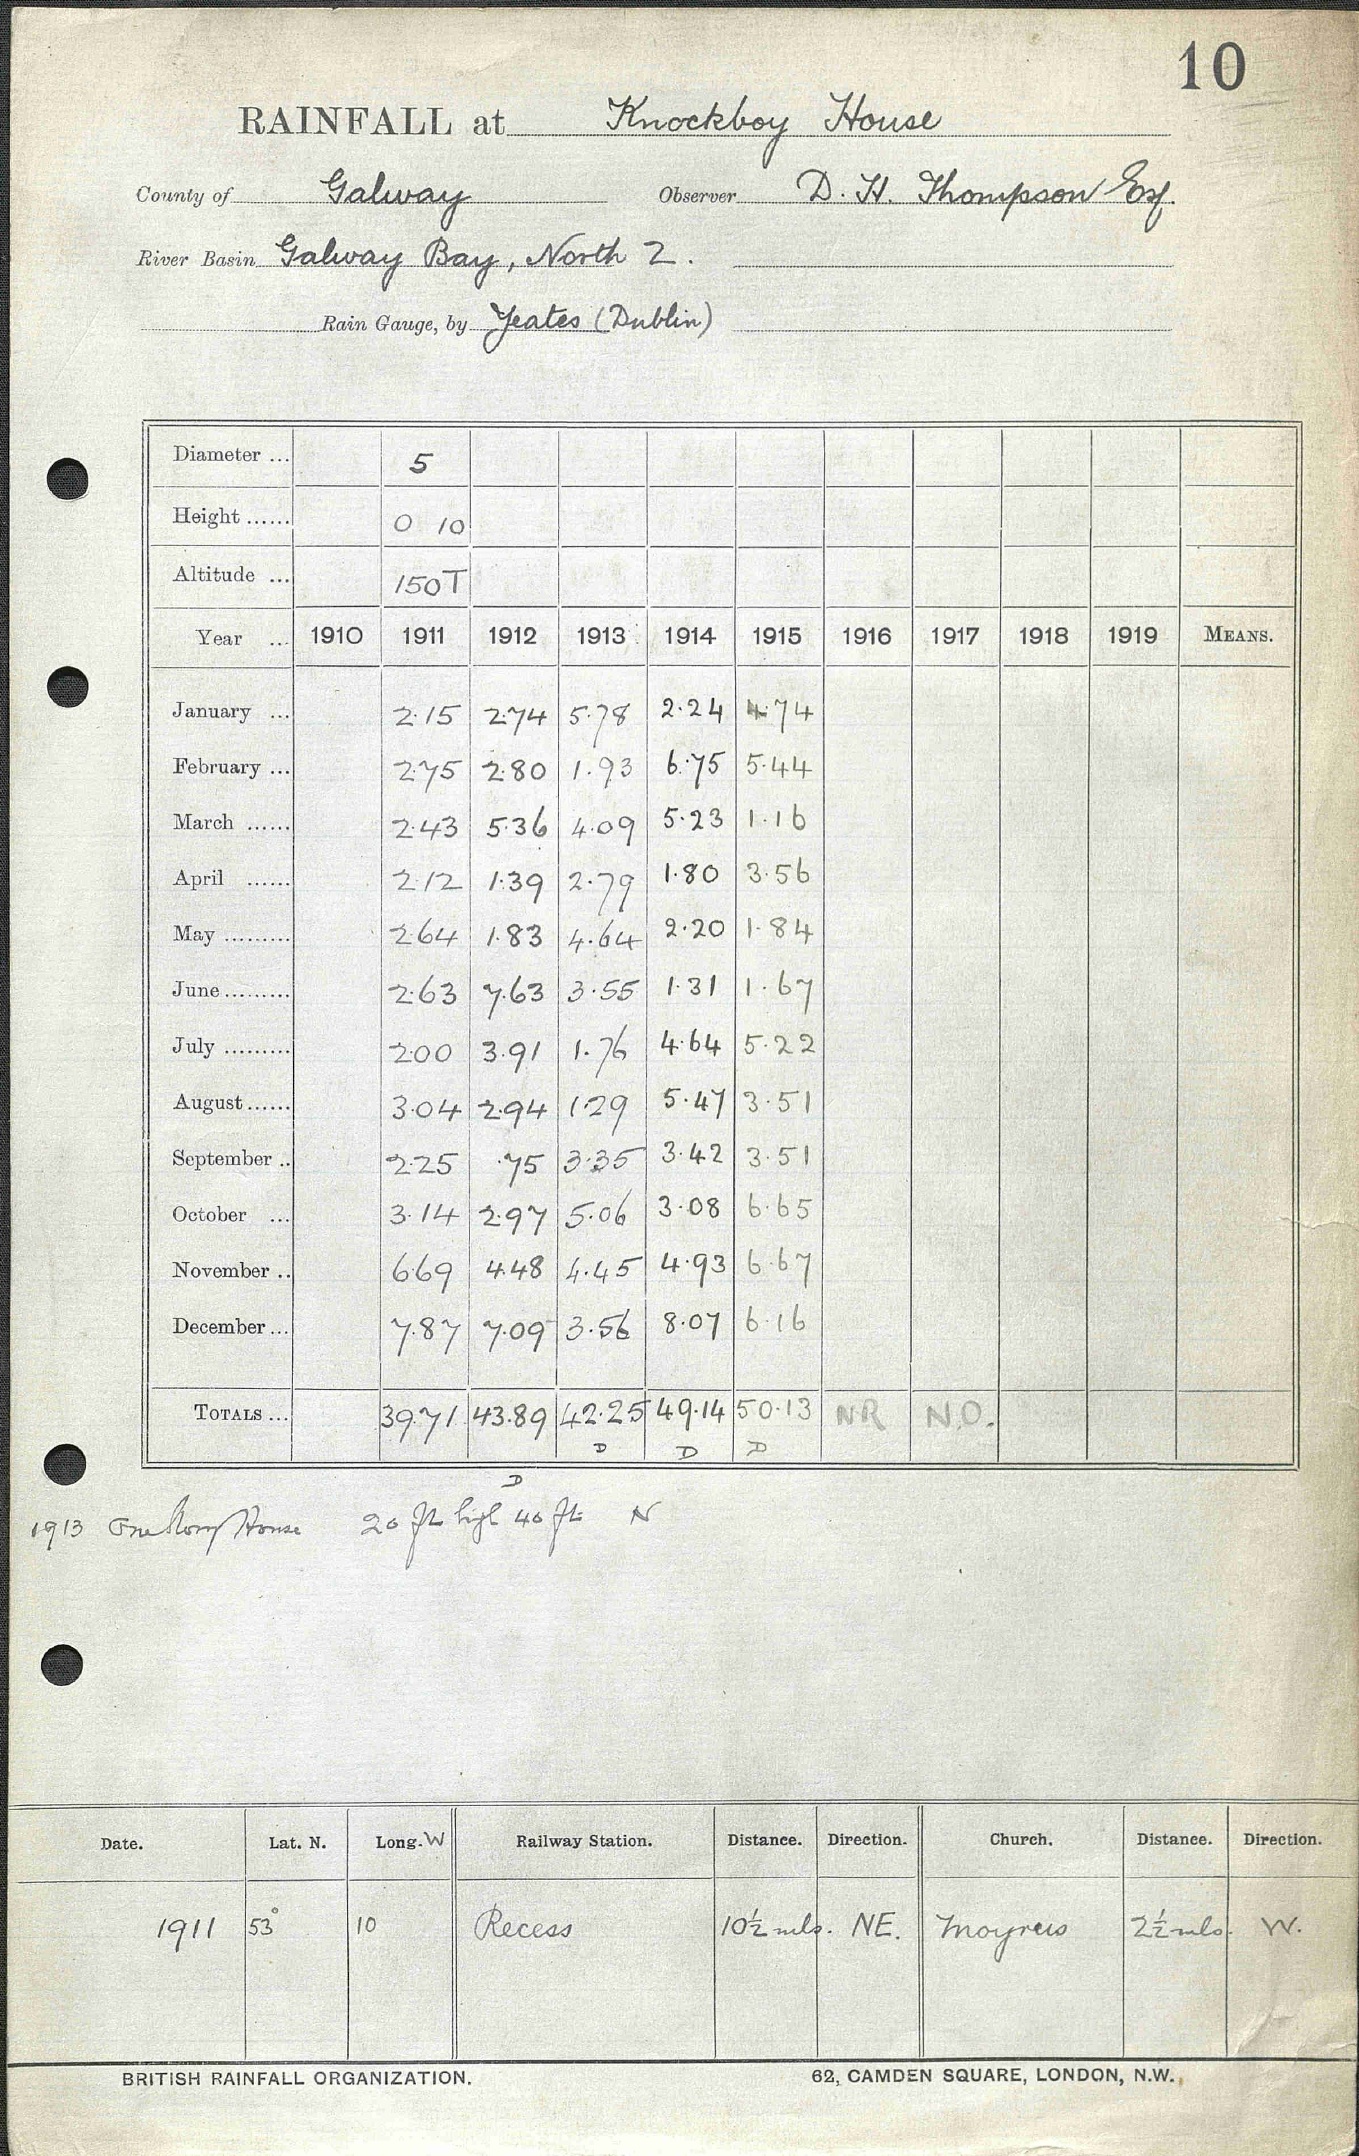 10
RAINFALL at Knockboy House
County of Galway Observer D. H. Thompson Esq.
River Basin Galway Bay, North 2.
Rain Gauge, by Yeates (Dublin)
Diameter ... 5
Height ...... 0 10
Altitude ... 150T
Year ... 1910 1911 1912 1913 1914 1915 1916 1917 1918 1919 MEANS.
January ... 2.15 2.74 5.78 2.24 4.74
February ... 2.75 2.80 1.93 6.75 5.44
March ...... 2.43 5.36 4.09 5.23 1.16
April ...... 2.12 1.39 2.79 1.80 3.56
May ......... 2.64 1.83 4.64 2.20 1.84
June ......... 2.63 7.63 3.55 1.31 1.67
July ......... 2.00 3.91 1.76 4.64 5.22
August ...... 3.04 2.94 1.29 5.47 3.51
September .. 2.25 .75 3.35 3.42 3.51
October ... 3.14 2.97 5.06 3.08 6.65
November .. 6.69 4.48 4.45 4.93 6.67
December ... 7.87 7.09 3.56 8.07 6.16
TOTALS ... 39.71 43.89 42.25 49.14 50.13 NR N.O.
D D D
D
1913 One Story House 20 ft high 40 ft N
Date. Lat. N. Long. W Railway Station. Distance. Direction. Church. Distance. Direction.
1911 53° 10 Recess 10½ mls. NE. Moyrus 2½ mls. W.
BRITISH RAINFALL ORGANIZATION. 62, CAMDEN SQUARE, LONDON, N.W.